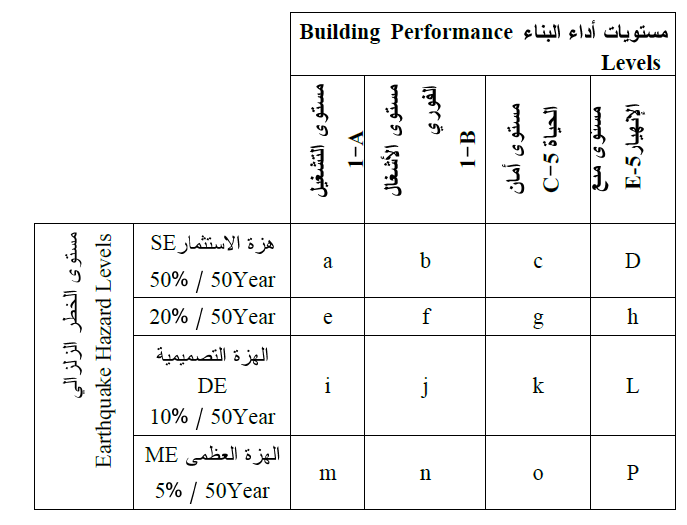 مستويات أداء البناء Building Performance
Levels
مستوى التشغيل
1-A
مستوى الأشغال
الفوري
1-B
مستوى أمان
الحياة C-5
مستوى منع
الإنهيار E-5
مستوى الخطر الزلزالي
Earthquake Hazard Levels
هزة الاستثمار SE
50% / 50Year
a b c D
20% / 50Year e f g h
الهزة التصميمية
DE
10% / 50Year
i j k L
الهزة العظمى ME
5% / 50Year
m n o P